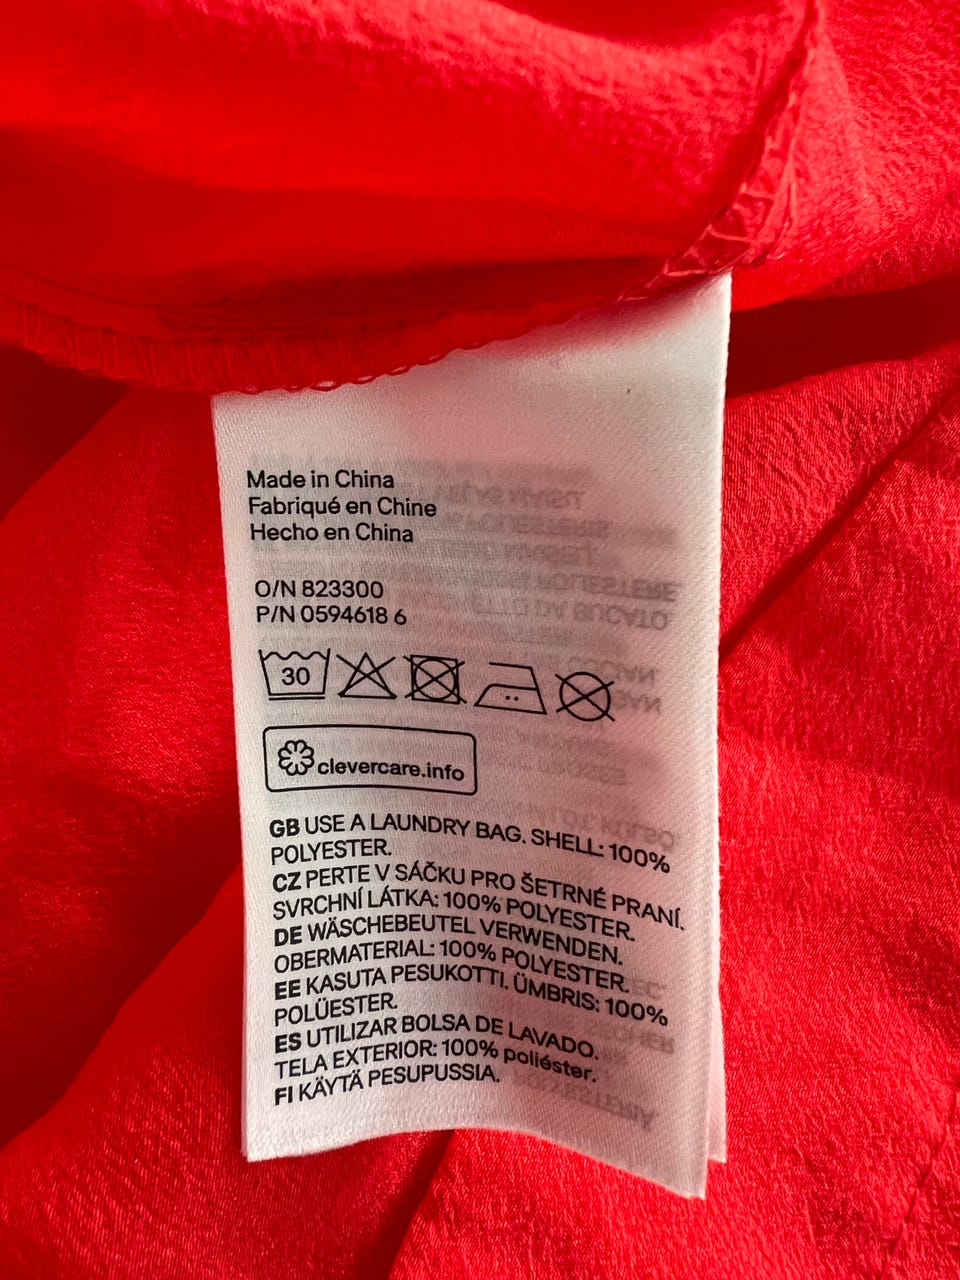 Made in China
Fabriqué en Chine
Hecho en China
O/N 823300
P/N 0594618 6
30
clevercare.info
GB USE A LAUNDRY BAG. SHELL: 100%
POLYESTER.
CZ PERTE V SÁČKU PRO ŠETRNÉ PRANÍ.
SVRCHNÍ LÁTKA: 100% POLYESTER.
DE WÄSCHEBEUTEL VERWENDEN.
OBERMATERIAL: 100% POLYESTER.
EE KASUTA PESUKOTTI. ÜMBRIS: 100%
POLÜESTER.
ES UTILIZAR BOLSA DE LAVADO.
TELA EXTERIOR: 100% poliéster.
FI KÄYTÄ PESUPUSSIA.